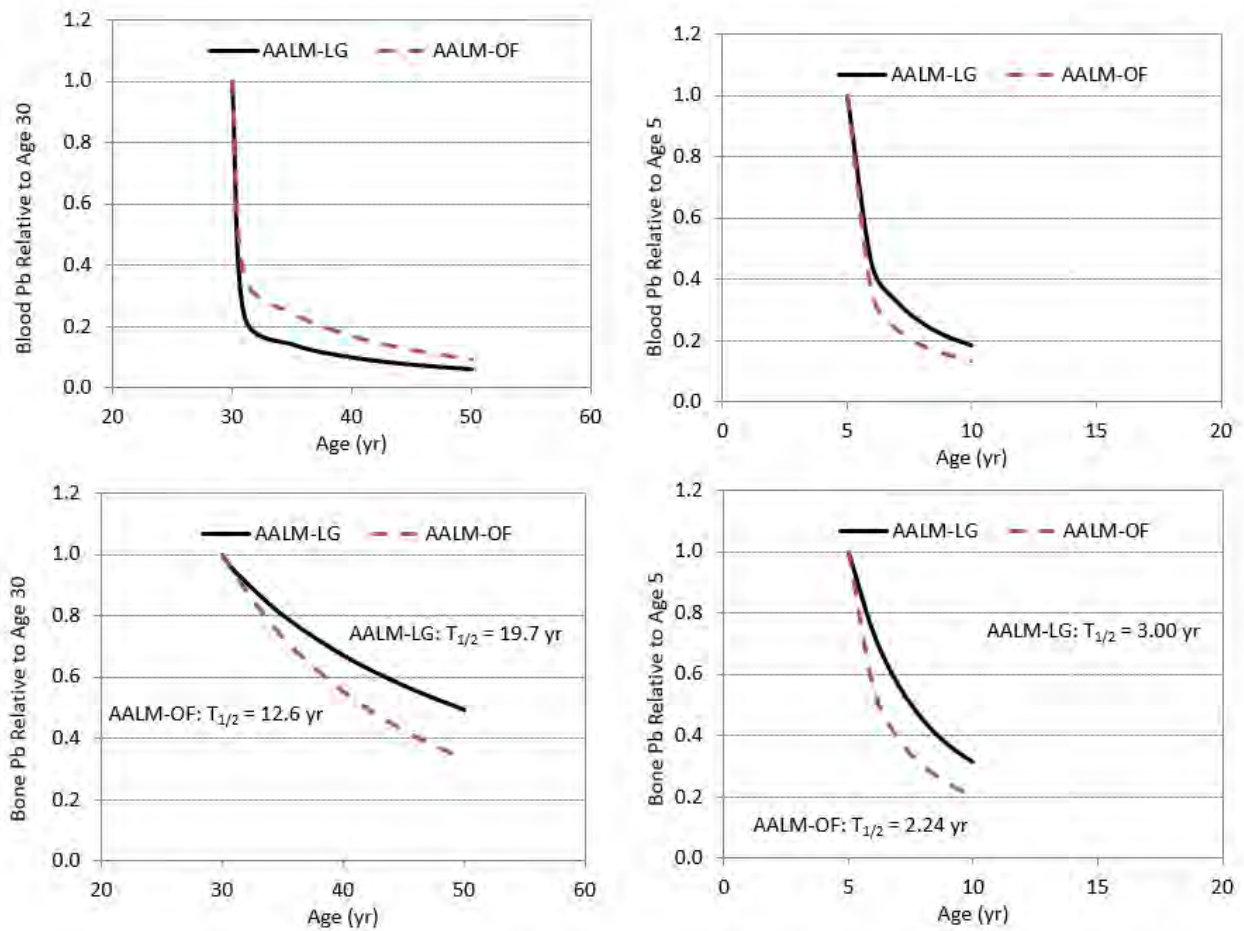 Blood Pb Relative to Age 30
1.2
1.0
0.8
0.6
0.4
0.2
0.0
AALM-LG AALM-OF
20 30 40 50 60
Age (yr)
Blood Pb Relative to Age 5
1.2
1.0
0.8
0.6
0.4
0.2
0.0
AALM-LG AALM-OF
0 5 10 15 20
Age (yr)
Bone Pb Relative to Age 30
1.2
1.0
0.8
0.6
0.4
0.2
0.0
AALM-LG AALM-OF
AALM-LG: T1/2 = 19.7 yr
AALM-OF: T1/2 = 12.6 yr
20 30 40 50 60
Age (yr)
Bone Pb Relative to Age 5
1.2
1.0
0.8
0.6
0.4
0.2
0.0
AALM-LG AALM-OF
AALM-LG: T1/2 = 3.00 yr
AALM-OF: T1/2 = 2.24 yr
0 5 10 15 20
Age (yr)